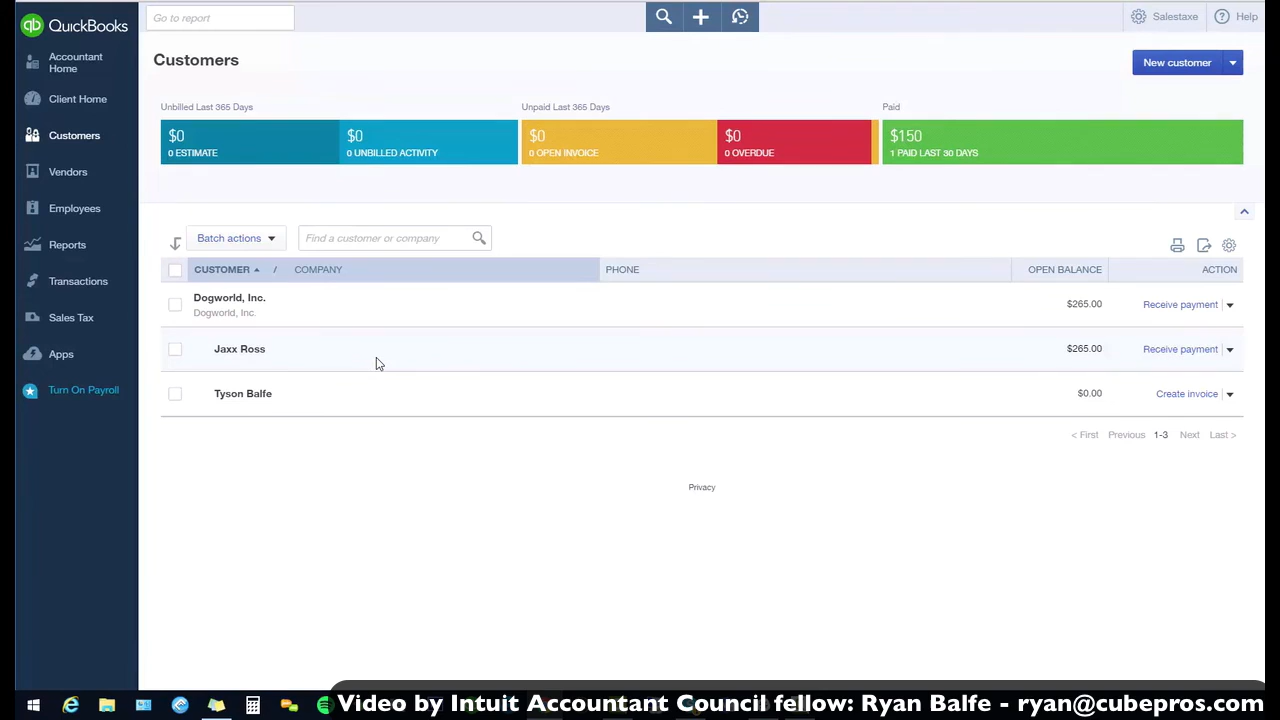 qb QuickBooks
Go to report
Salestaxe
Help
Accountant
Home
Client Home
Customers
Vendors
Employees
Reports
Transactions
Sales Tax
Apps
Turn On Payroll
Customers
New customer
Unbilled Last 365 Days
Unpaid Last 365 Days
Paid
$0
0 ESTIMATE
$0
0 UNBILLED ACTIVITY
$0
0 OPEN INVOICE
$0
0 OVERDUE
$150
1 PAID LAST 30 DAYS
Batch actions
Find a customer or company
CUSTOMER / COMPANY PHONE OPEN BALANCE ACTION
Dogworld, Inc. $265.00 Receive payment
Dogworld, Inc.
Jaxx Ross $265.00 Receive payment
Tyson Balfe $0.00 Create invoice
< First Previous 1-3 Next Last >
Privacy
Video by Intuit Accountant Council fellow: Ryan Balfe - ryan@cubepros.com